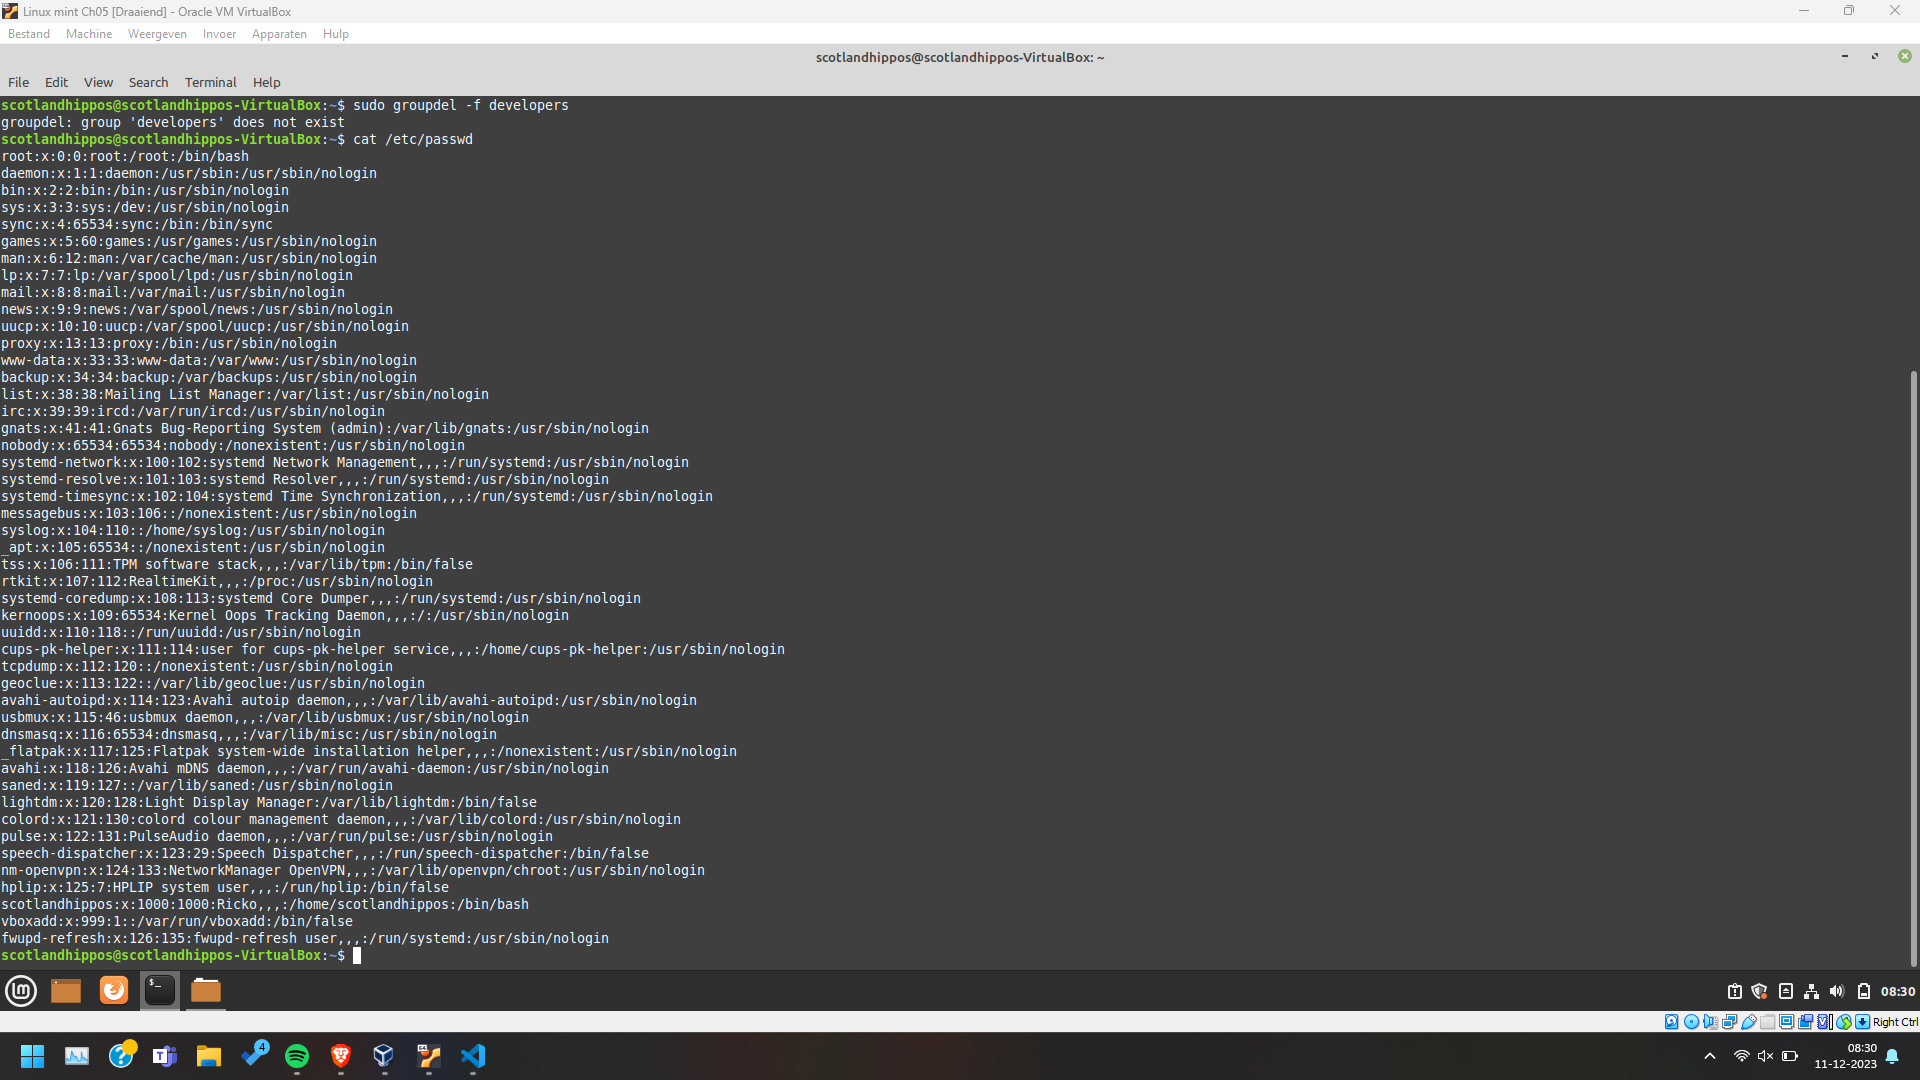 Linux mint Ch05 [Draaiend] - Oracle VM VirtualBox
Bestand Machine Weergeven Invoer Apparaten Hulp
scotlandhippos@scotlandhippos-VirtualBox: ~
File Edit View Search Terminal Help
scotlandhippos@scotlandhippos-VirtualBox:~$ sudo groupdel -f developers
groupdel: group 'developers' does not exist
scotlandhippos@scotlandhippos-VirtualBox:~$ cat /etc/passwd
root:x:0:0:root:/root:/bin/bash
daemon:x:1:1:daemon:/usr/sbin:/usr/sbin/nologin
bin:x:2:2:bin:/bin:/usr/sbin/nologin
sys:x:3:3:sys:/dev:/usr/sbin/nologin
sync:x:4:65534:sync:/bin:/bin/sync
games:x:5:60:games:/usr/games:/usr/sbin/nologin
man:x:6:12:man:/var/cache/man:/usr/sbin/nologin
lp:x:7:7:lp:/var/spool/lpd:/usr/sbin/nologin
mail:x:8:8:mail:/var/mail:/usr/sbin/nologin
news:x:9:9:news:/var/spool/news:/usr/sbin/nologin
uucp:x:10:10:uucp:/var/spool/uucp:/usr/sbin/nologin
proxy:x:13:13:proxy:/bin:/usr/sbin/nologin
www-data:x:33:33:www-data:/var/www:/usr/sbin/nologin
backup:x:34:34:backup:/var/backups:/usr/sbin/nologin
list:x:38:38:Mailing List Manager:/var/list:/usr/sbin/nologin
irc:x:39:39:ircd:/var/run/ircd:/usr/sbin/nologin
gnats:x:41:41:Gnats Bug-Reporting System (admin):/var/lib/gnats:/usr/sbin/nologin
nobody:x:65534:65534:nobody:/nonexistent:/usr/sbin/nologin
systemd-network:x:100:102:systemd Network Management,,,:/run/systemd:/usr/sbin/nologin
systemd-resolve:x:101:103:systemd Resolver,,,:/run/systemd:/usr/sbin/nologin
systemd-timesync:x:102:104:systemd Time Synchronization,,,:/run/systemd:/usr/sbin/nologin
messagebus:x:103:106::/nonexistent:/usr/sbin/nologin
syslog:x:104:110::/home/syslog:/usr/sbin/nologin
_apt:x:105:65534::/nonexistent:/usr/sbin/nologin
tss:x:106:111:TPM software stack,,,:/var/lib/tpm:/bin/false
rtkit:x:107:112:RealtimeKit,,,:/proc:/usr/sbin/nologin
systemd-coredump:x:108:113:systemd Core Dumper,,,:/run/systemd:/usr/sbin/nologin
kernoops:x:109:65534:Kernel Oops Tracking Daemon,,,:/:/usr/sbin/nologin
uuidd:x:110:118::/run/uuidd:/usr/sbin/nologin
cups-pk-helper:x:111:114:user for cups-pk-helper service,,,:/home/cups-pk-helper:/usr/sbin/nologin
tcpdump:x:112:120::/nonexistent:/usr/sbin/nologin
geoclue:x:113:122::/var/lib/geoclue:/usr/sbin/nologin
avahi-autoipd:x:114:123:Avahi autoip daemon,,,:/var/lib/avahi-autoipd:/usr/sbin/nologin
usbmux:x:115:46:usbmux daemon,,,:/var/lib/usbmux:/usr/sbin/nologin
dnsmasq:x:116:65534:dnsmasq,,,:/var/lib/misc:/usr/sbin/nologin
_flatpak:x:117:125:Flatpak system-wide installation helper,,,:/nonexistent:/usr/sbin/nologin
avahi:x:118:126:Avahi mDNS daemon,,,:/var/run/avahi-daemon:/usr/sbin/nologin
saned:x:119:127::/var/lib/saned:/usr/sbin/nologin
lightdm:x:120:128:Light Display Manager:/var/lib/lightdm:/bin/false
colord:x:121:130:colord colour management daemon,,,:/var/lib/colord:/usr/sbin/nologin
pulse:x:122:131:PulseAudio daemon,,,:/var/run/pulse:/usr/sbin/nologin
speech-dispatcher:x:123:29:Speech Dispatcher,,,:/run/speech-dispatcher:/bin/false
nm-openvpn:x:124:133:NetworkManager OpenVPN,,,:/var/lib/openvpn/chroot:/usr/sbin/nologin
hplip:x:125:7:HPLIP system user,,,:/run/hplip:/bin/false
scotlandhippos:x:1000:1000:Ricko,,,:/home/scotlandhippos:/bin/bash
vboxadd:x:999:1::/var/run/vboxadd:/bin/false
fwupd-refresh:x:126:135:fwupd-refresh user,,,:/run/systemd:/usr/sbin/nologin
scotlandhippos@scotlandhippos-VirtualBox:~$
08:30
Right Ctrl
4
08:30
11-12-2023